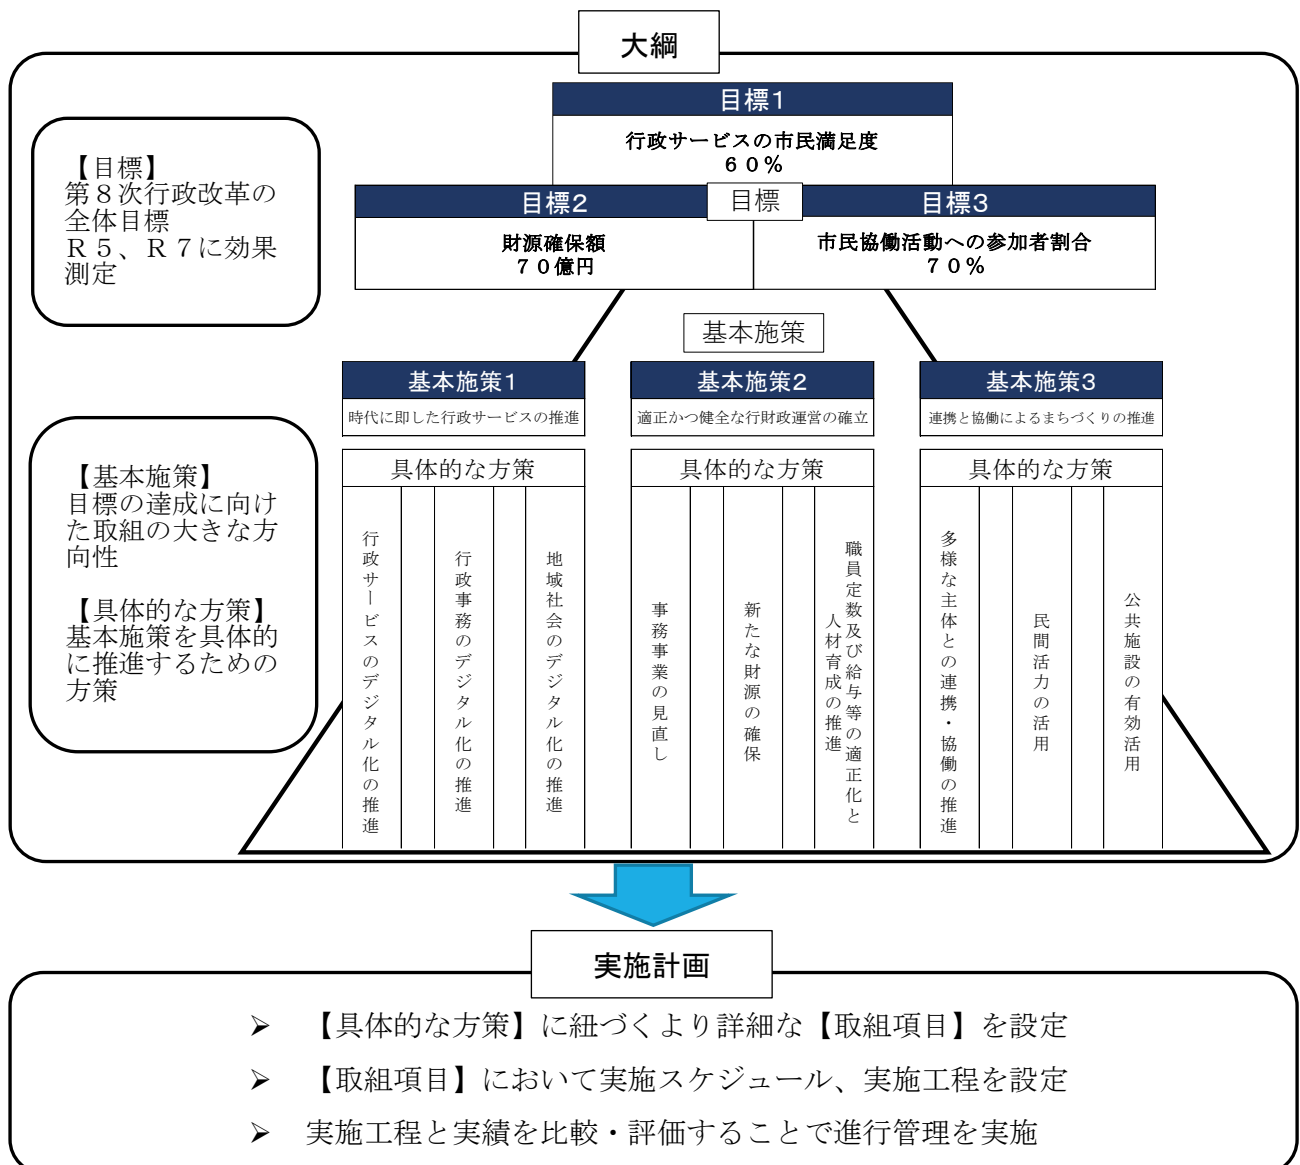 大綱
目標1
行政サービスの市民満足度
６０％
【目標】
第８次行政改革の
全体目標
Ｒ５、Ｒ７に効果
測定
目標2
目標
目標3
財源確保額
７０億円
市民協働活動への参加者割合
７０％
基本施策
基本施策1
時代に即した行政サービスの推進
基本施策2
適正かつ健全な行財政運営の確立
基本施策3
連携と協働によるまちづくりの推進
【基本施策】
目標の達成に向け
た取組の大きな方
向性
【具体的な方策】
基本施策を具体的
に推進するための
方策
具体的な方策
行政サービスのデジタル化の推進
行政事務のデジタル化の推進
地域社会のデジタル化の推進
具体的な方策
事務事業の見直し
新たな財源の確保
職員定数及び給与等の適正化と
人材育成の推進
具体的な方策
多様な主体との連携・協働の推進
民間活力の活用
公共施設の有効活用
実施計画
➢ 【具体的な方策】に紐づくより詳細な【取組項目】を設定
➢ 【取組項目】において実施スケジュール、実施工程を設定
➢ 実施工程と実績を比較・評価することで進行管理を実施